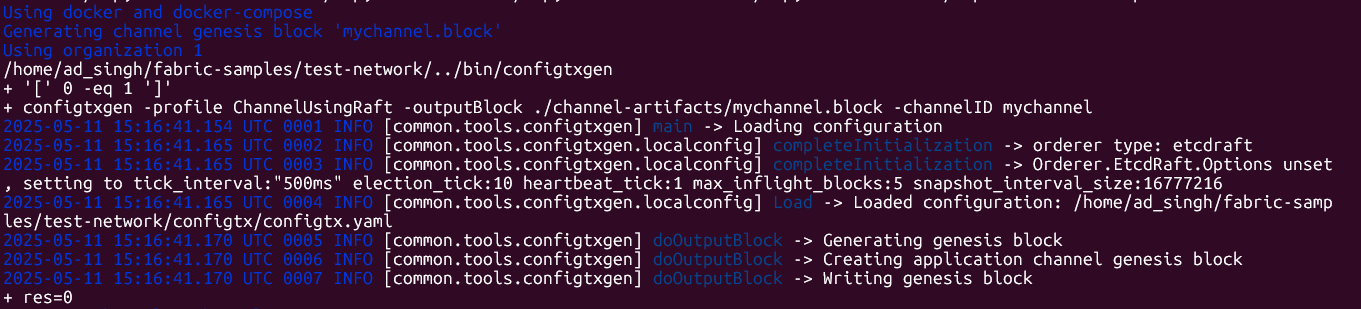 Using docker and docker-compose
Generating channel genesis block 'mychannel.block'
Using organization 1
/home/ad_singh/fabric-samples/test-network/../bin/configtxgen
+ '[' 0 -eq 1 ']'
+ configtxgen -profile ChannelUsingRaft -outputBlock ./channel-artifacts/mychannel.block -channelID mychannel
2025-05-11 15:16:41.154 UTC 0001 INFO [common.tools.configtxgen] main -> Loading configuration
2025-05-11 15:16:41.165 UTC 0002 INFO [common.tools.configtxgen.localconfig] completeInitialization -> orderer type: etcdraft
2025-05-11 15:16:41.165 UTC 0003 INFO [common.tools.configtxgen.localconfig] completeInitialization -> Orderer.EtcdRaft.Options unset
, setting to tick_interval:"500ms" election_tick:10 heartbeat_tick:1 max_inflight_blocks:5 snapshot_interval_size:16777216
2025-05-11 15:16:41.165 UTC 0004 INFO [common.tools.configtxgen.localconfig] Load -> Loaded configuration: /home/ad_singh/fabric-samp
les/test-network/configtx/configtx.yaml
2025-05-11 15:16:41.170 UTC 0005 INFO [common.tools.configtxgen] doOutputBlock -> Generating genesis block
2025-05-11 15:16:41.170 UTC 0006 INFO [common.tools.configtxgen] doOutputBlock -> Creating application channel genesis block
2025-05-11 15:16:41.170 UTC 0007 INFO [common.tools.configtxgen] doOutputBlock -> Writing genesis block
+ res=0